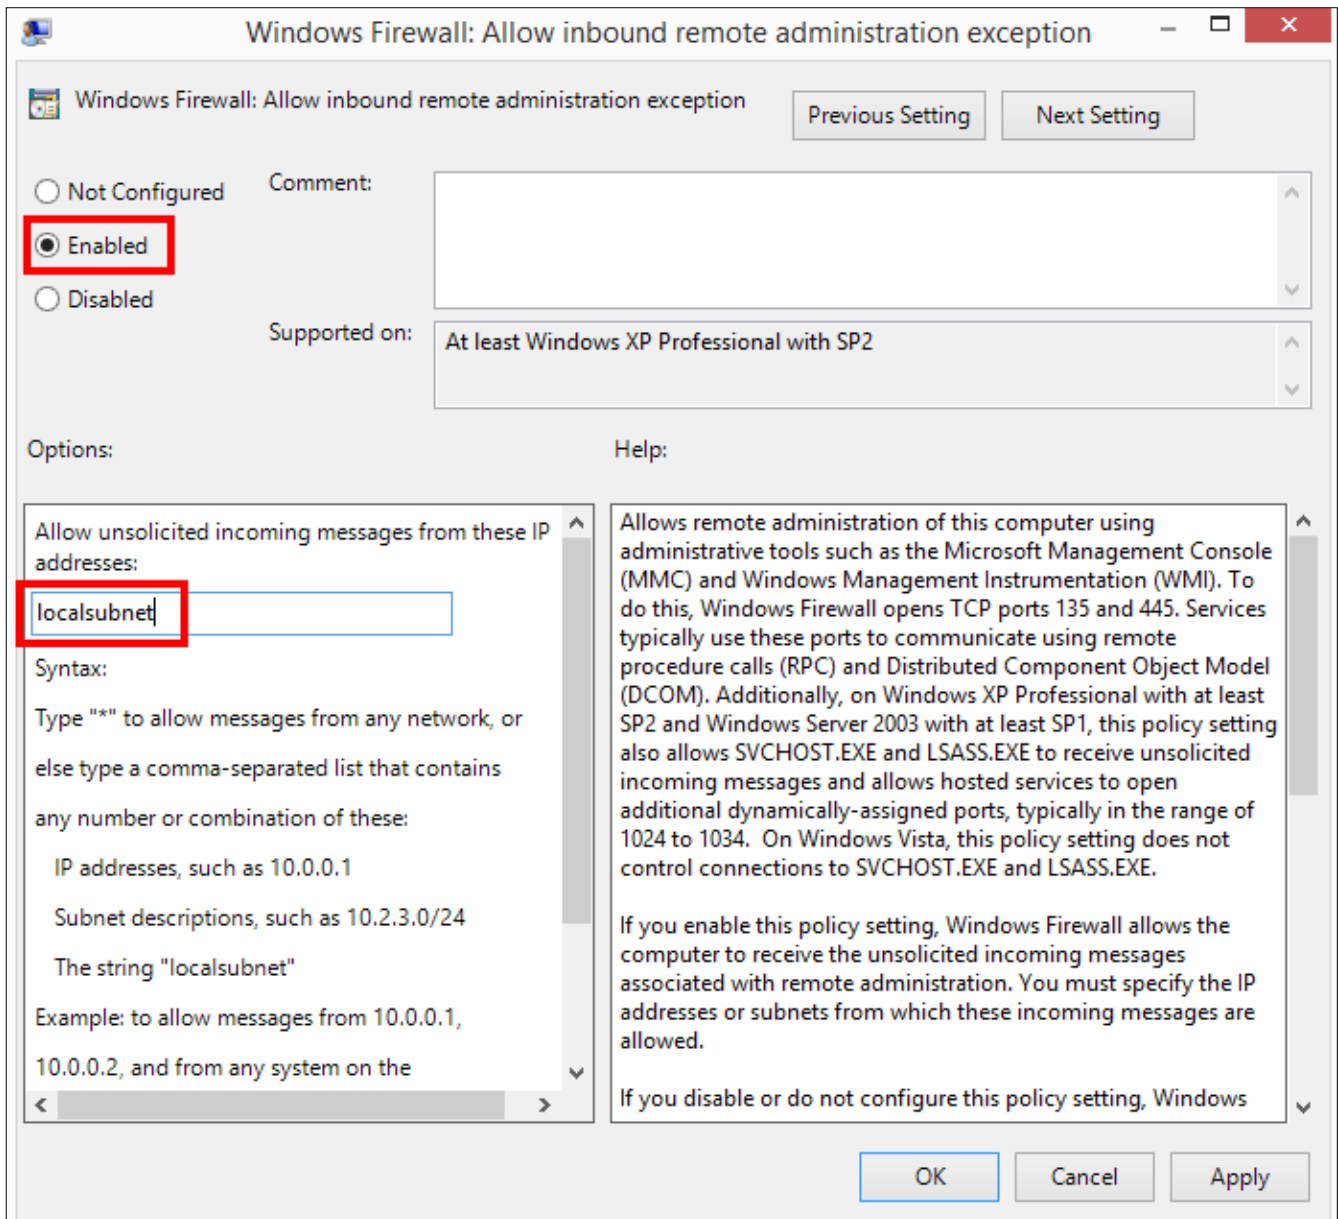 Windows Firewall: Allow inbound remote administration exception
Windows Firewall: Allow inbound remote administration exception
Previous Setting
Next Setting
Not Configured
Comment:
Enabled
Disabled
Supported on:
At least Windows XP Professional with SP2
Options:
Help:
Allow unsolicited incoming messages from these IP
addresses:
localsubnet
Syntax:
Type "*" to allow messages from any network, or
else type a comma-separated list that contains
any number or combination of these:
IP addresses, such as 10.0.0.1
Subnet descriptions, such as 10.2.3.0/24
The string "localsubnet"
Example: to allow messages from 10.0.0.1,
10.0.0.2, and from any system on the
Allows remote administration of this computer using
administrative tools such as the Microsoft Management Console
(MMC) and Windows Management Instrumentation (WMI). To
do this, Windows Firewall opens TCP ports 135 and 445. Services
typically use these ports to communicate using remote
procedure calls (RPC) and Distributed Component Object Model
(DCOM). Additionally, on Windows XP Professional with at least
SP2 and Windows Server 2003 with at least SP1, this policy setting
also allows SVCHOST.EXE and LSASS.EXE to receive unsolicited
incoming messages and allows hosted services to open
additional dynamically-assigned ports, typically in the range of
1024 to 1034.  On Windows Vista, this policy setting does not
control connections to SVCHOST.EXE and LSASS.EXE.
If you enable this policy setting, Windows Firewall allows the
computer to receive the unsolicited incoming messages
associated with remote administration. You must specify the IP
addresses or subnets from which these incoming messages are
allowed.
If you disable or do not configure this policy setting, Windows
OK
Cancel
Apply